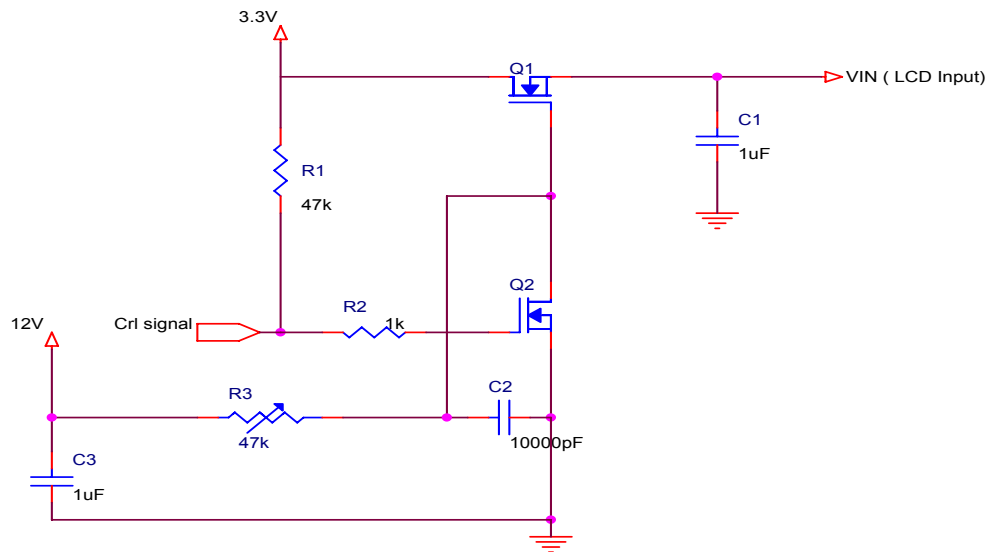 3.3V
Q1
VIN ( LCD Input)
C1
1uF
R1
47k
Q2
R2
1k
Crl signal
12V
R3
47k
C2
10000pF
C3
1uF